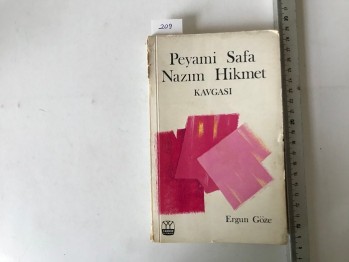 209
Peyami Safa
Nazım Hikmet
KAVGASI
Ergun Göze